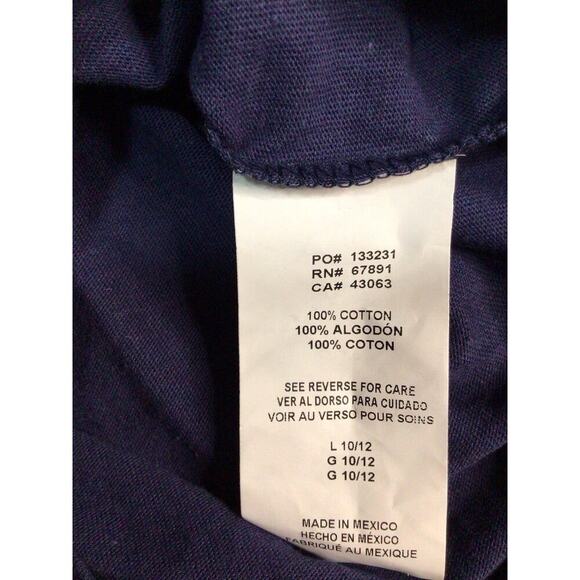 PO# 133231
RN# 67891
CA# 43063
100% COTTON
100% ALGODÓN
100% COTON
SEE REVERSE FOR CARE
VER AL DORSO PARA CUIDADO
VOIR AU VERSO POUR SOINS
L 10/12
G 10/12
G 10/12
MADE IN MEXICO
HECHO EN MÉXICO
FABRIQUÉ AU MEXIQUE